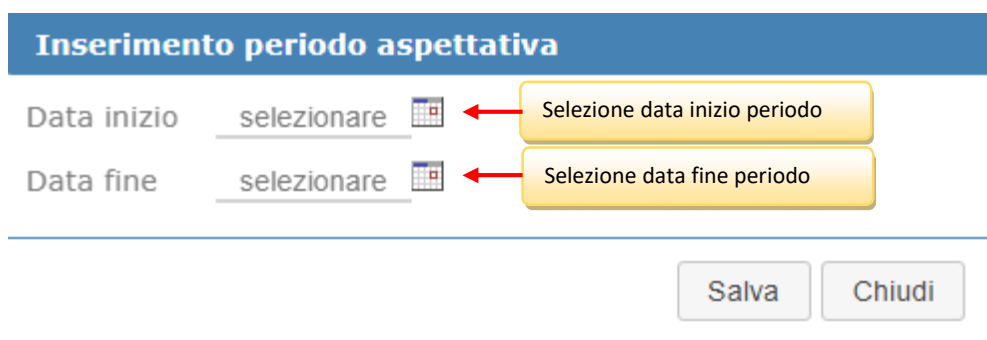 Inserimento periodo aspettativa
Data inizio selezionare Selezione data inizio periodo
Data fine selezionare Selezione data fine periodo
Salva Chiudi